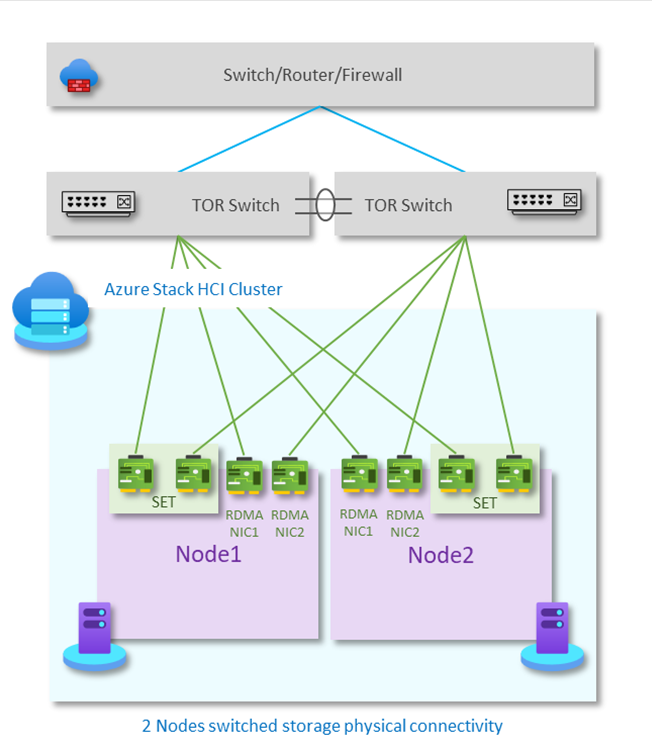 Switch/Router/Firewall
TOR Switch
TOR Switch
Azure Stack HCI Cluster
SET
RDMA
NIC1
RDMA
NIC2
Node1
RDMA
NIC1
RDMA
NIC2
SET
Node2
2 Nodes switched storage physical connectivity